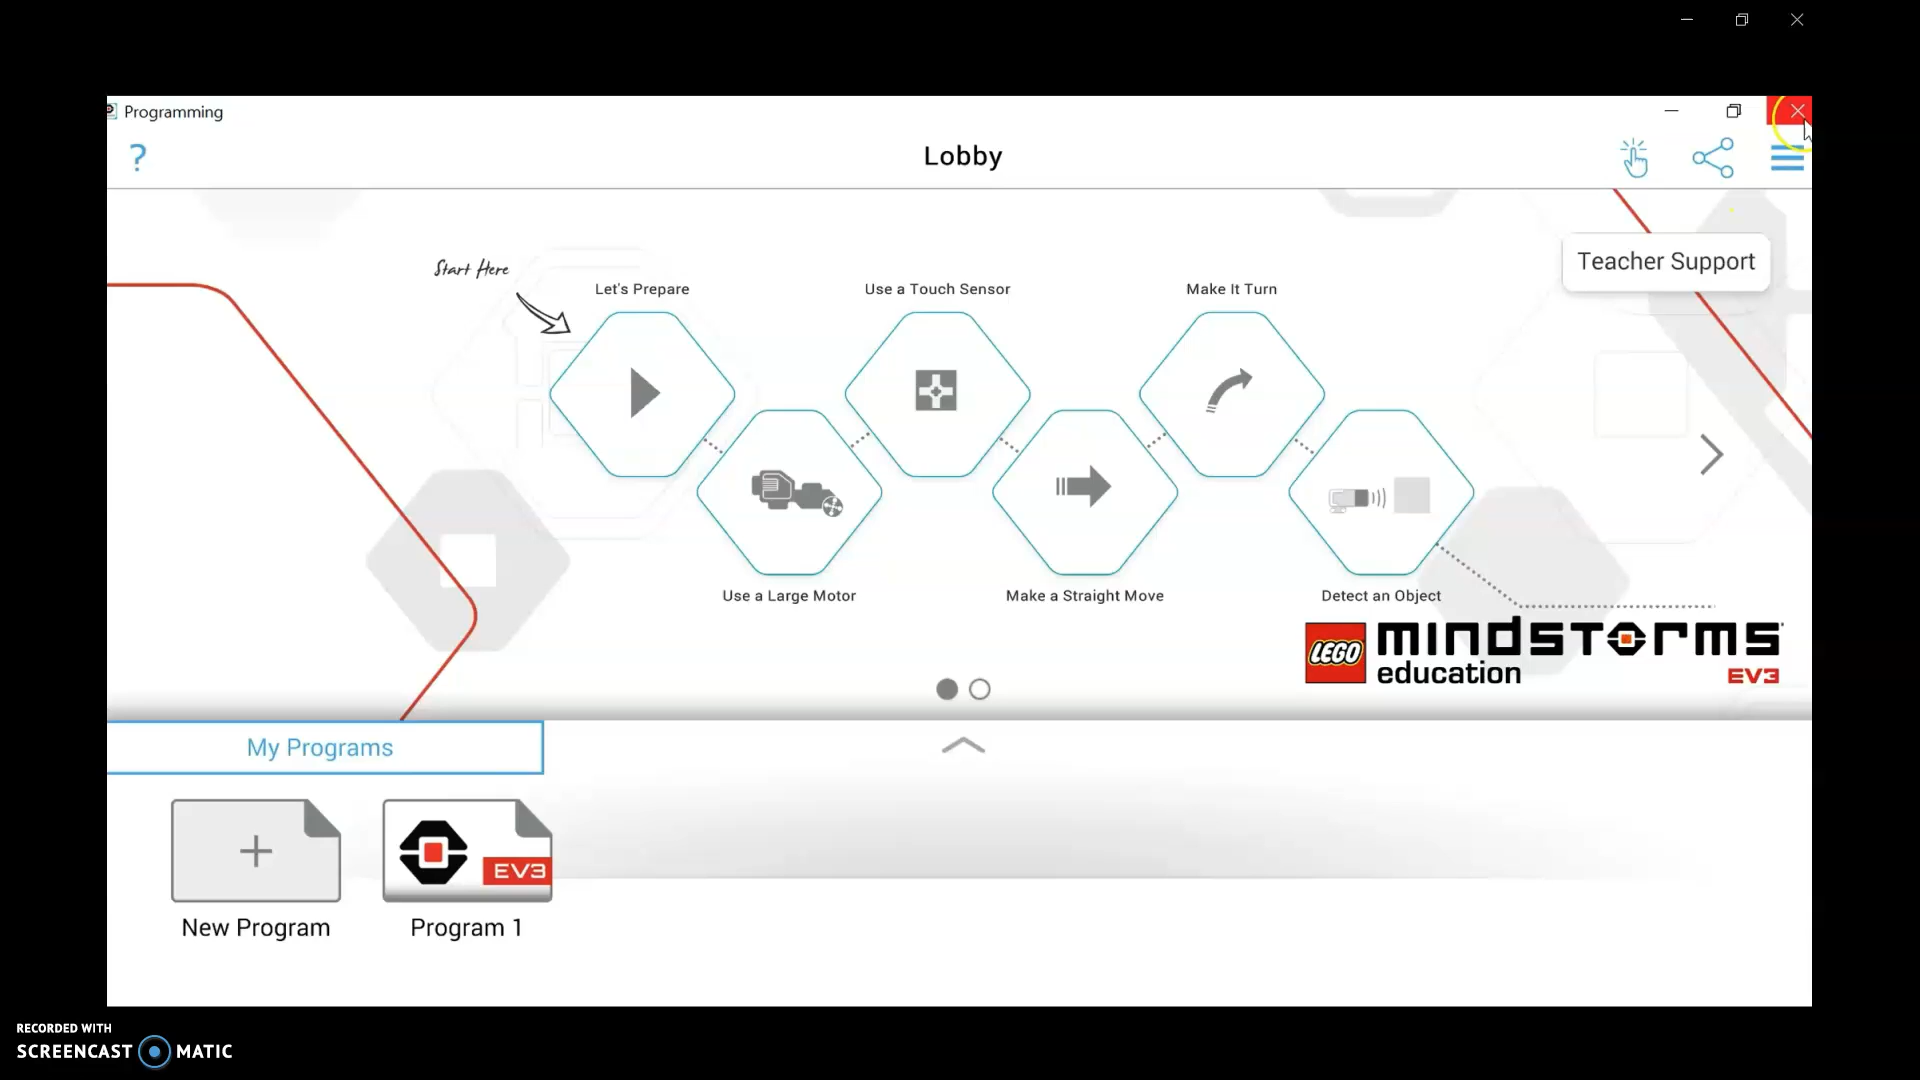 Programming
?
Lobby
Teacher Support
Start Here
Let's Prepare
Use a Touch Sensor
Make It Turn
Use a Large Motor
Make a Straight Move
Detect an Object
LEGO mindstorms
education
EV3
My Programs
EV3
New Program
Program 1
RECORDED WITH
SCREENCAST MATIC